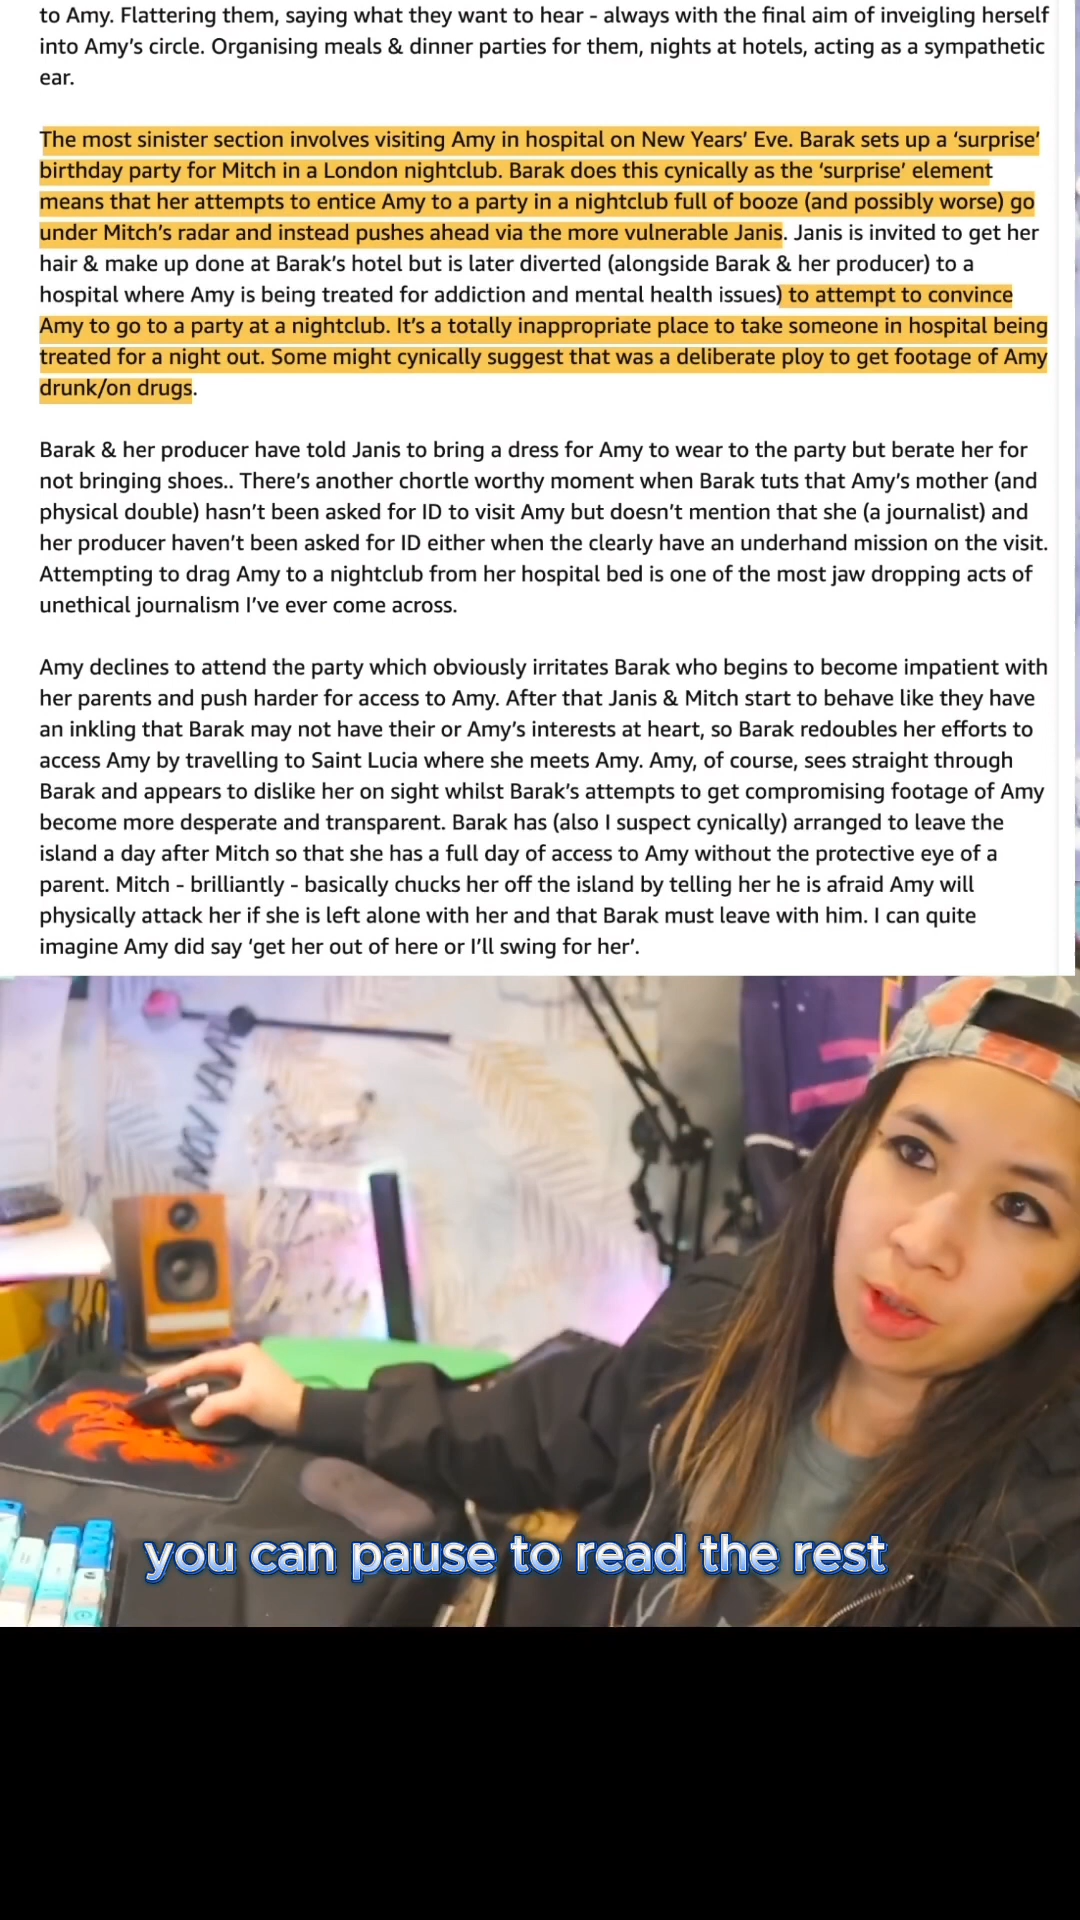 to Amy. Flattering them, saying what they want to hear - always with the final aim of inveigling herself
into Amy’s circle. Organising meals & dinner parties for them, nights at hotels, acting as a sympathetic
ear.
The most sinister section involves visiting Amy in hospital on New Years’ Eve. Barak sets up a ‘surprise’
birthday party for Mitch in a London nightclub. Barak does this cynically as the ‘surprise’ element
means that her attempts to entice Amy to a party in a nightclub full of booze (and possibly worse) go
under Mitch’s radar and instead pushes ahead via the more vulnerable Janis. Janis is invited to get her
hair & make up done at Barak’s hotel but is later diverted (alongside Barak & her producer) to a
hospital where Amy is being treated for addiction and mental health issues) to attempt to convince
Amy to go to a party at a nightclub. It’s a totally inappropriate place to take someone in hospital being
treated for a night out. Some might cynically suggest that was a deliberate ploy to get footage of Amy
drunk/on drugs.
Barak & her producer have told Janis to bring a dress for Amy to wear to the party but berate her for
not bringing shoes.. There’s another chortle worthy moment when Barak tuts that Amy’s mother (and
physical double) hasn’t been asked for ID to visit Amy but doesn’t mention that she (a journalist) and
her producer haven’t been asked for ID either when the clearly have an underhand mission on the visit.
Attempting to drag Amy to a nightclub from her hospital bed is one of the most jaw dropping acts of
unethical journalism I’ve ever come across.
Amy declines to attend the party which obviously irritates Barak who begins to become impatient with
her parents and push harder for access to Amy. After that Janis & Mitch start to behave like they have
an inkling that Barak may not have their or Amy’s interests at heart, so Barak redoubles her efforts to
access Amy by travelling to Saint Lucia where she meets Amy. Amy, of course, sees straight through
Barak and appears to dislike her on sight whilst Barak’s attempts to get compromising footage of Amy
become more desperate and transparent. Barak has (also I suspect cynically) arranged to leave the
island a day after Mitch so that she has a full day of access to Amy without the protective eye of a
parent. Mitch - brilliantly - basically chucks her off the island by telling her he is afraid Amy will
physically attack her if she is left alone with her and that Barak must leave with him. I can quite
imagine Amy did say ‘get her out of here or I’ll swing for her’.
you can pause to read the rest